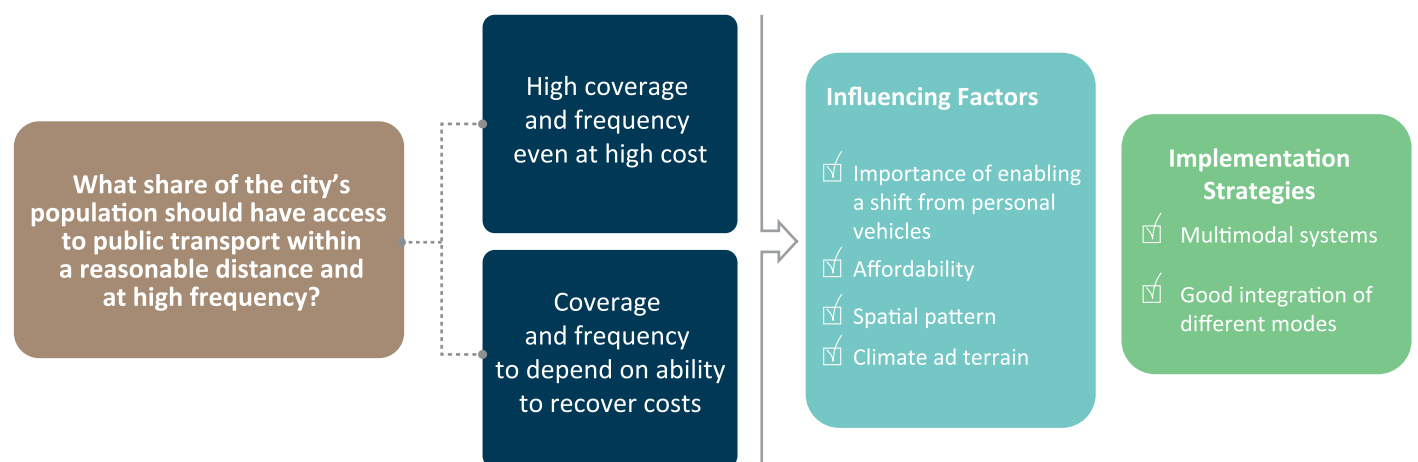 What share of the city's
population should have access
to public transport within
a reasonable distance and
at high frequency?
High coverage
and frequency
even at high cost
Coverage
and frequency
to depend on ability
to recover costs
Influencing Factors
Importance of enabling
a shift from personal
vehicles
Affordability
Spatial pattern
Climate ad terrain
Implementation
Strategies
Multimodal systems
Good integration of
different modes